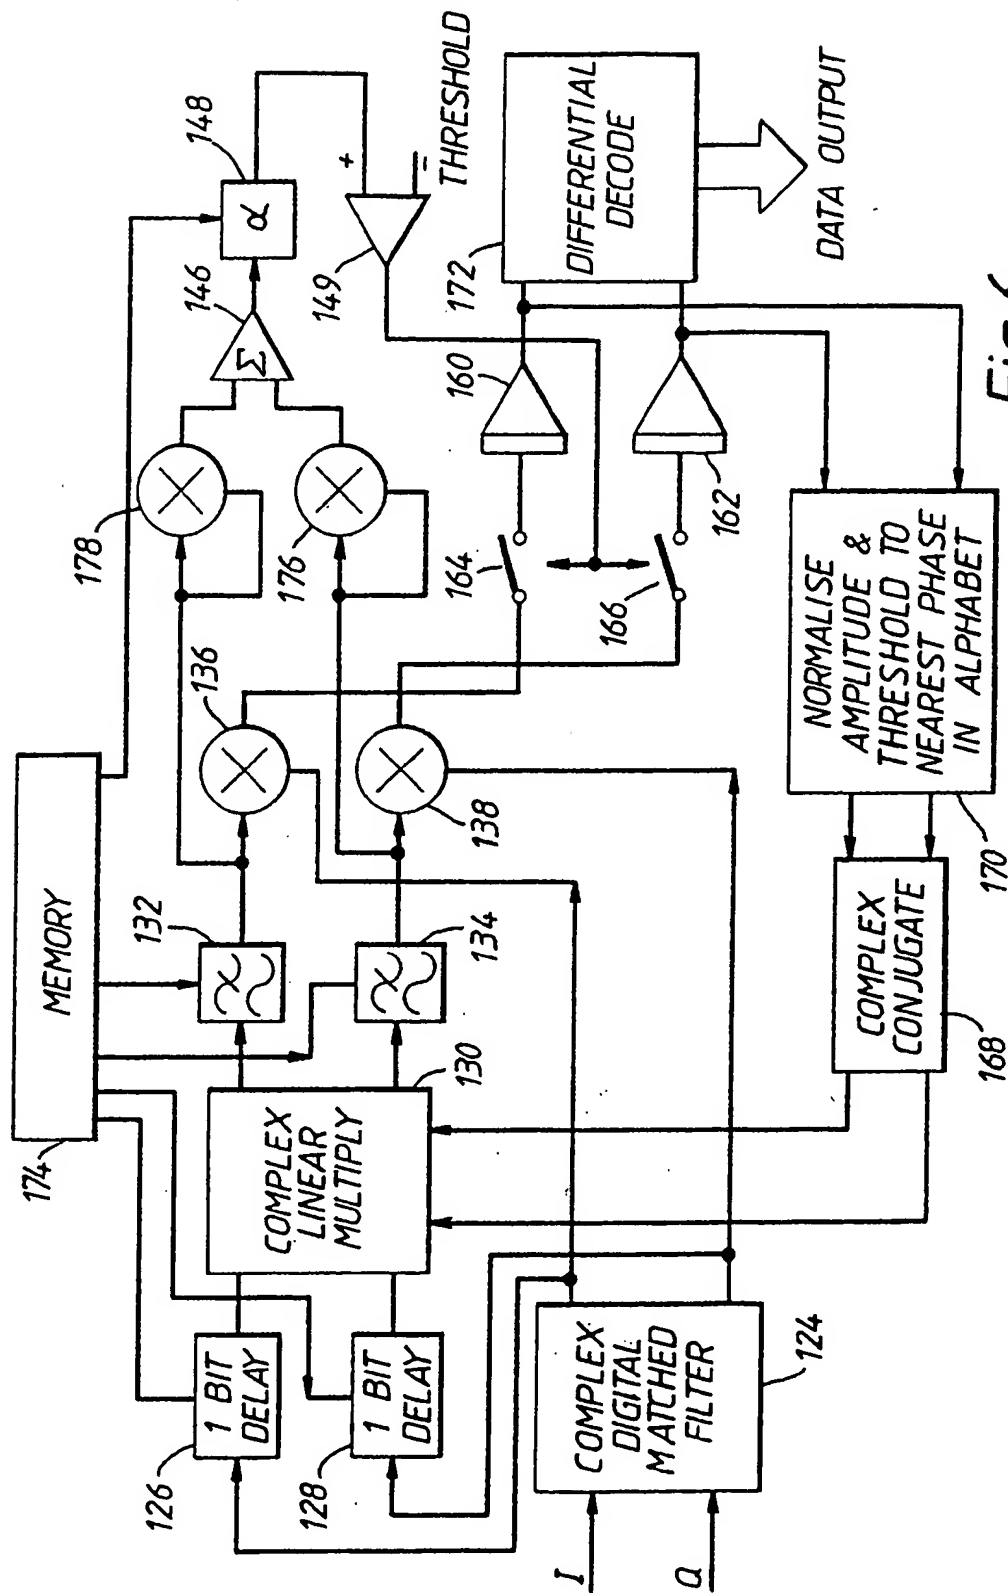 174
MEMORY
126
1 BIT
DELAY
128
1 BIT
DELAY
COMPLEX
LINEAR
MULTIPLY
130
132
134
136
138
178
176
146
Σ
148
α
149
+
=
THRESHOLD
164
166
160
162
172
DIFFERENTIAL
DECODE
DATA OUTPUT
I
Q
COMPLEX
DIGITAL
MATCHED
FILTER
124
COMPLEX
CONJUGATE
168
NORMALISE
AMPLITUDE &
THRESHOLD TO
NEAREST PHASE
IN ALPHABET
170